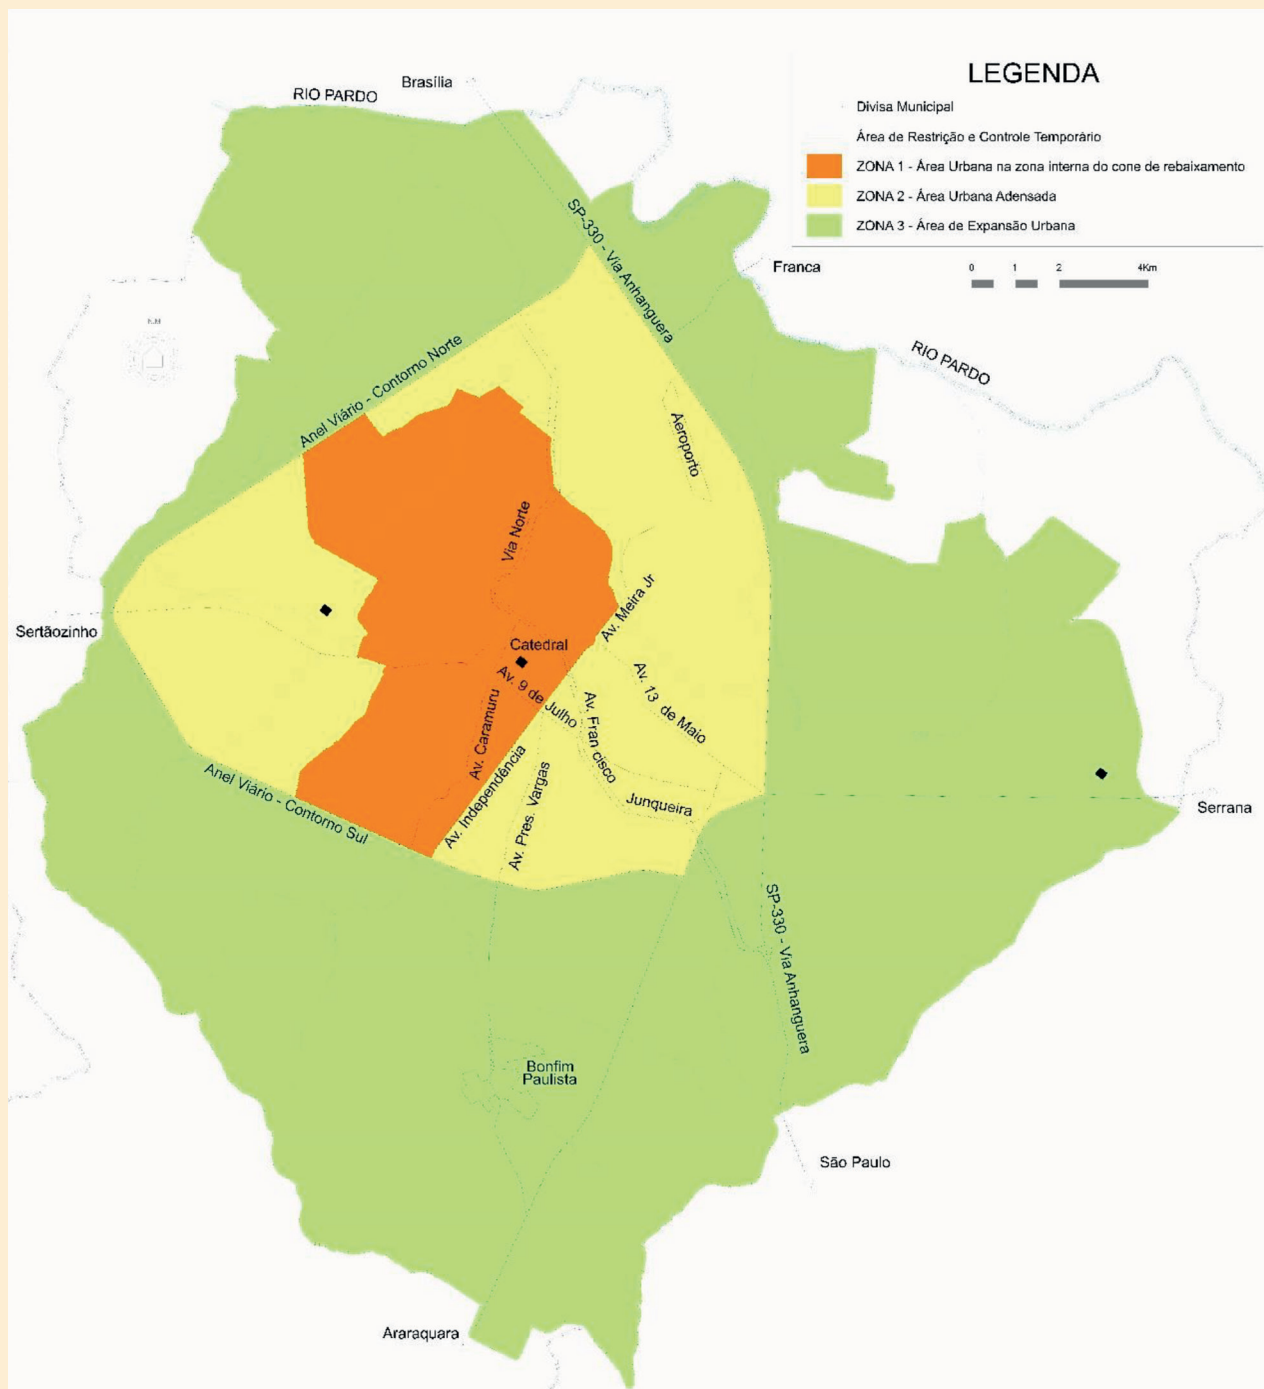 LEGENDA
Divisa Municipal
Área de Restrição e Controle Temporário
ZONA 1 - Área Urbana na zona interna do cone de rebaixamento
ZONA 2 - Área Urbana Adensada
ZONA 3 - Área de Expansão Urbana
0 1 2 4Km
Brasília
RIO PARDO
SP-330 - Via Anhanguera
Franca
N.M
RIO PARDO
Anel Viário - Contorno Norte
Aeroporto
Via Norte
Av. Meira Jr
Sertãozinho
Catedral
Av. 9 de Julho
Av. 13 de Maio
Av. Caramuru
Av. Francisco
Junqueira
Av. Independência
Av. Pres. Vargas
Anel Viário - Contorno Sul
Serrana
SP-330 - Via Anhanguera
Bonfim
Paulista
São Paulo
Araraquara